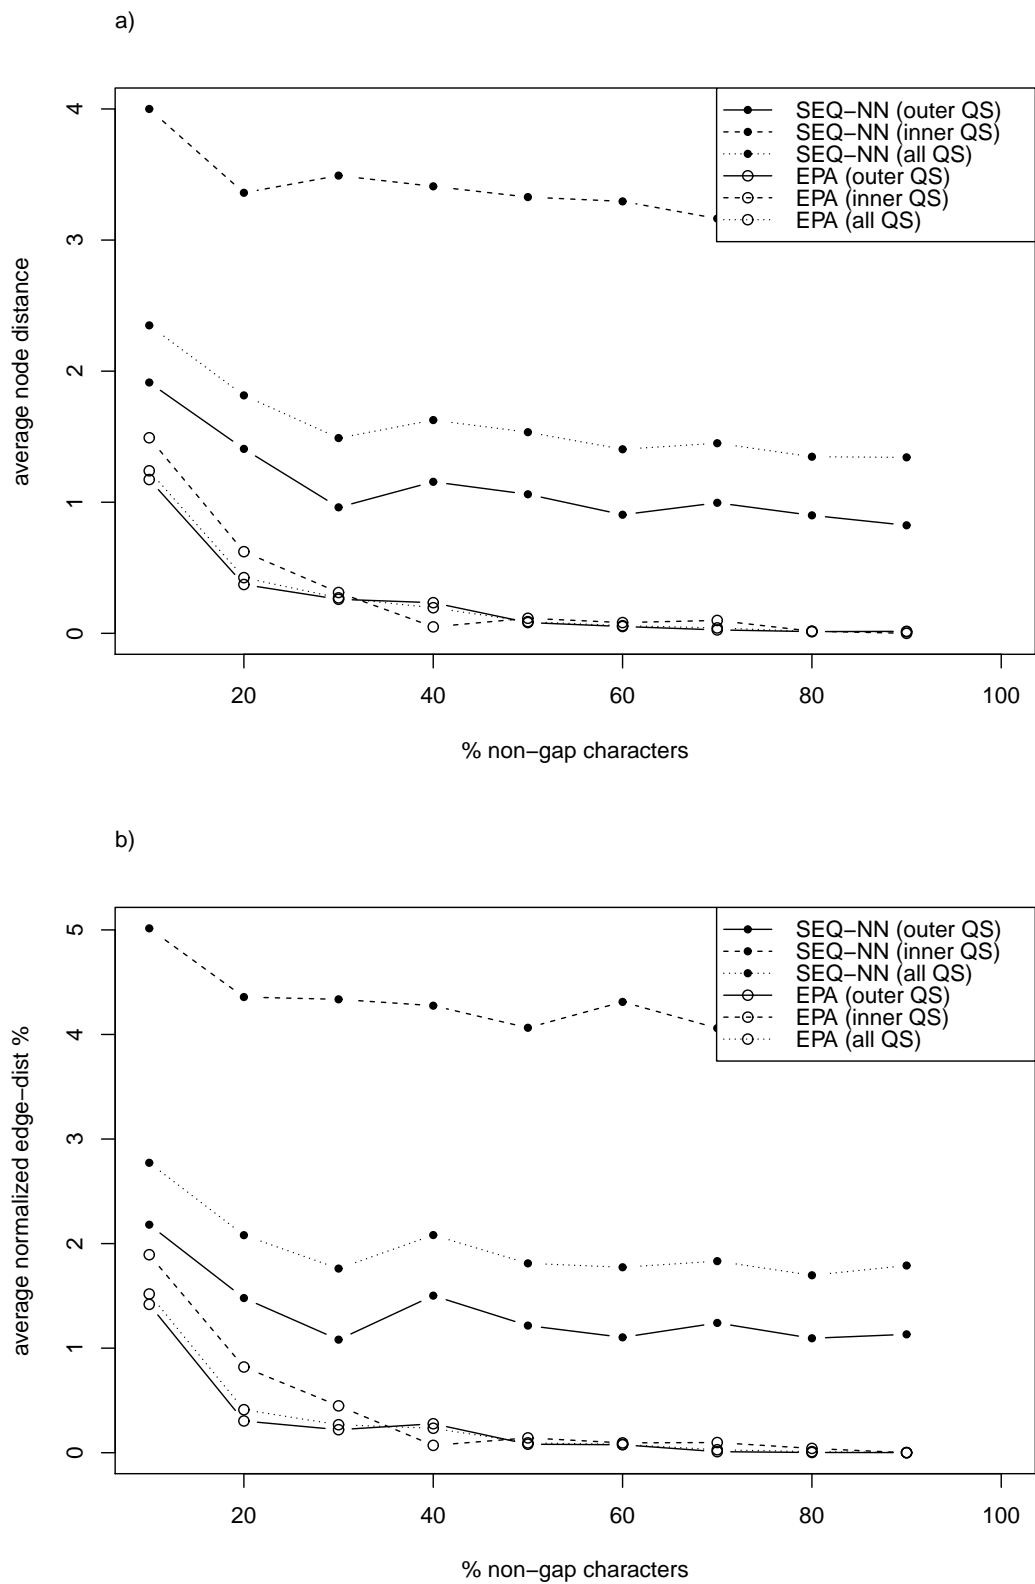 a)
4
3
2
1
0
average node distance
SEQ−NN (outer QS)
SEQ−NN (inner QS)
SEQ−NN (all QS)
EPA (outer QS)
EPA (inner QS)
EPA (all QS)
20 40 60 80 100
% non−gap characters
b)
5
4
3
2
1
0
average normalized edge−dist %
SEQ−NN (outer QS)
SEQ−NN (inner QS)
SEQ−NN (all QS)
EPA (outer QS)
EPA (inner QS)
EPA (all QS)
20 40 60 80 100
% non−gap characters